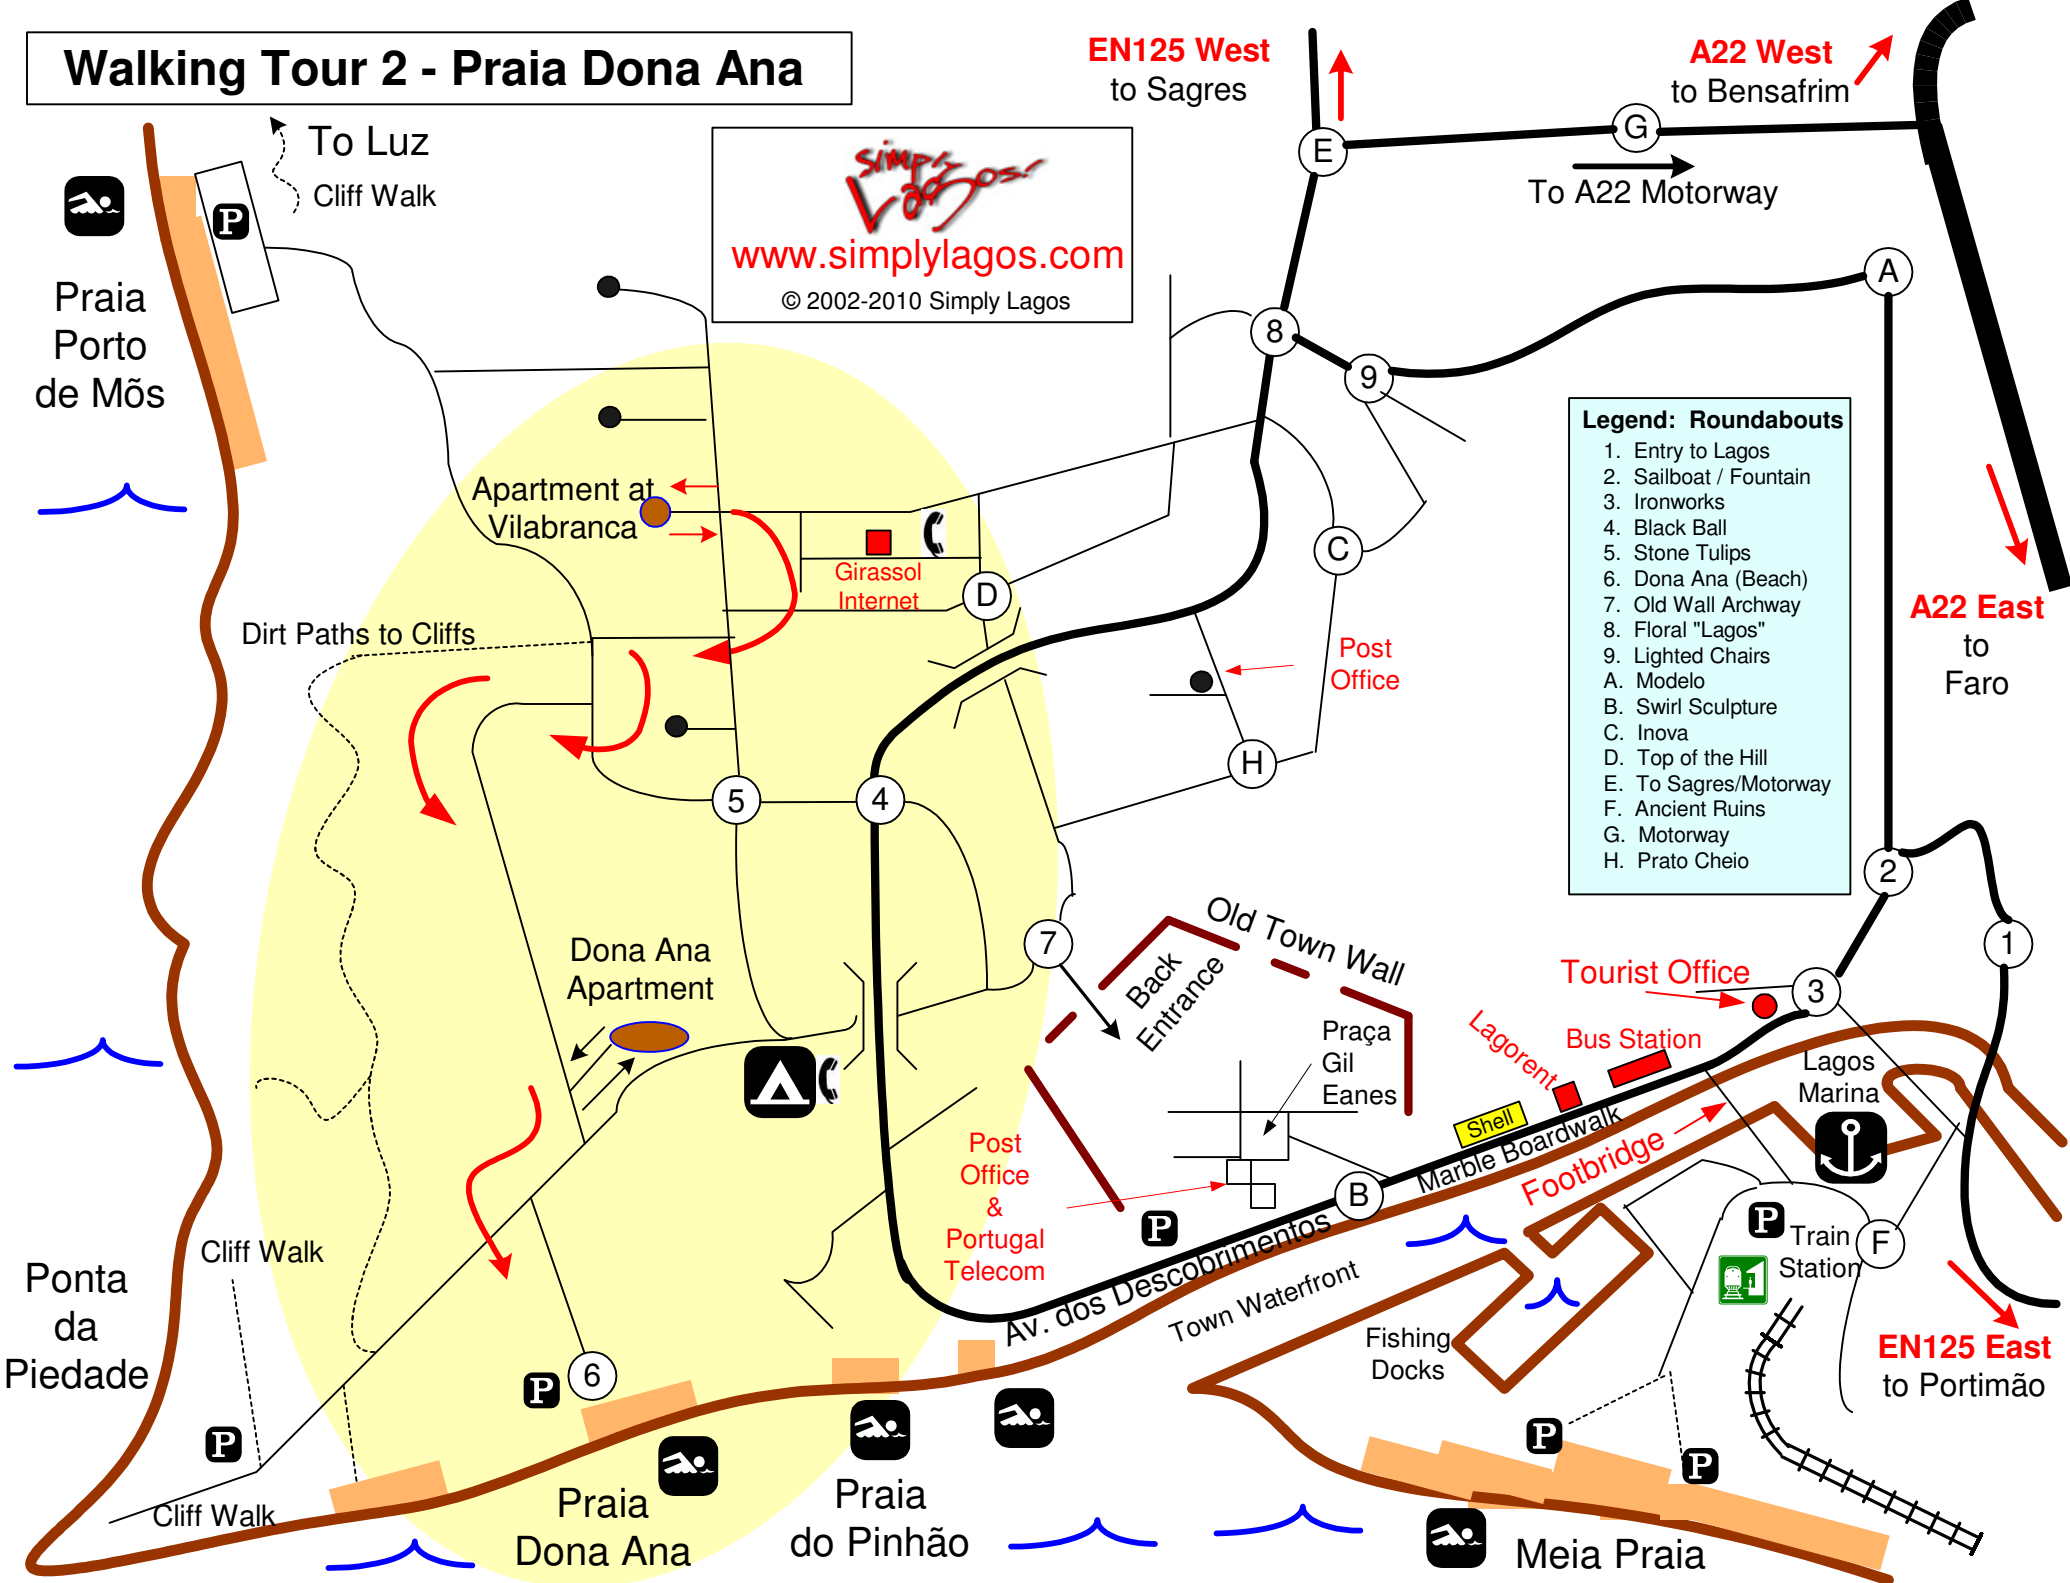 Walking Tour 2 - Praia Dona Ana
EN125 West
to Sagres
A22 West
to Bensafrim
To Luz
Cliff Walk
simply
Lagos!
www.simplylagos.com
© 2002-2010 Simply Lagos
E
G
To A22 Motorway
P
Praia
Porto
de Mõs
A
8
9
Legend: Roundabouts
1. Entry to Lagos
2. Sailboat / Fountain
3. Ironworks
4. Black Ball
5. Stone Tulips
6. Dona Ana (Beach)
7. Old Wall Archway
8. Floral "Lagos"
9. Lighted Chairs
A. Modelo
B. Swirl Sculpture
C. Inova
D. Top of the Hill
E. To Sagres/Motorway
F. Ancient Ruins
G. Motorway
H. Prato Cheio
Apartment at
Vilabranca
Girassol
Internet
C
D
A22 East
to
Faro
Dirt Paths to Cliffs
Post
Office
H
5
4
2
1
7
Old Town Wall
Back
Entrance
Dona Ana
Apartment
Tourist Office
3
Praça
Gil
Eanes
Lagorent
Bus Station
Lagos
Marina
Shell
Marble Boardwalk
Footbridge
Post
Office
&
Portugal
Telecom
P
B
P
Train
Station
F
Av. dos Descobrimentos
Town Waterfront
Fishing
Docks
EN125 East
to Portimão
Cliff Walk
Ponta
da
Piedade
P
6
P
P
P
Cliff Walk
Praia
Dona Ana
Praia
do Pinhão
Meia Praia